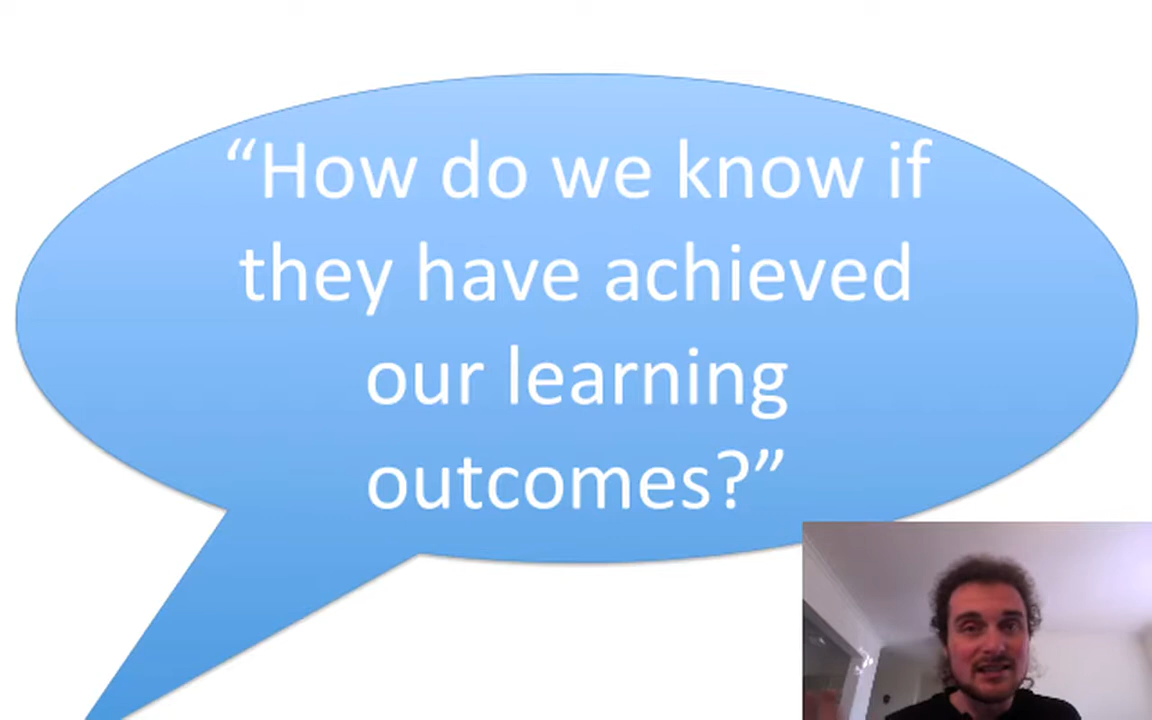 “How do we know if
they have achieved
our learning
outcomes?”